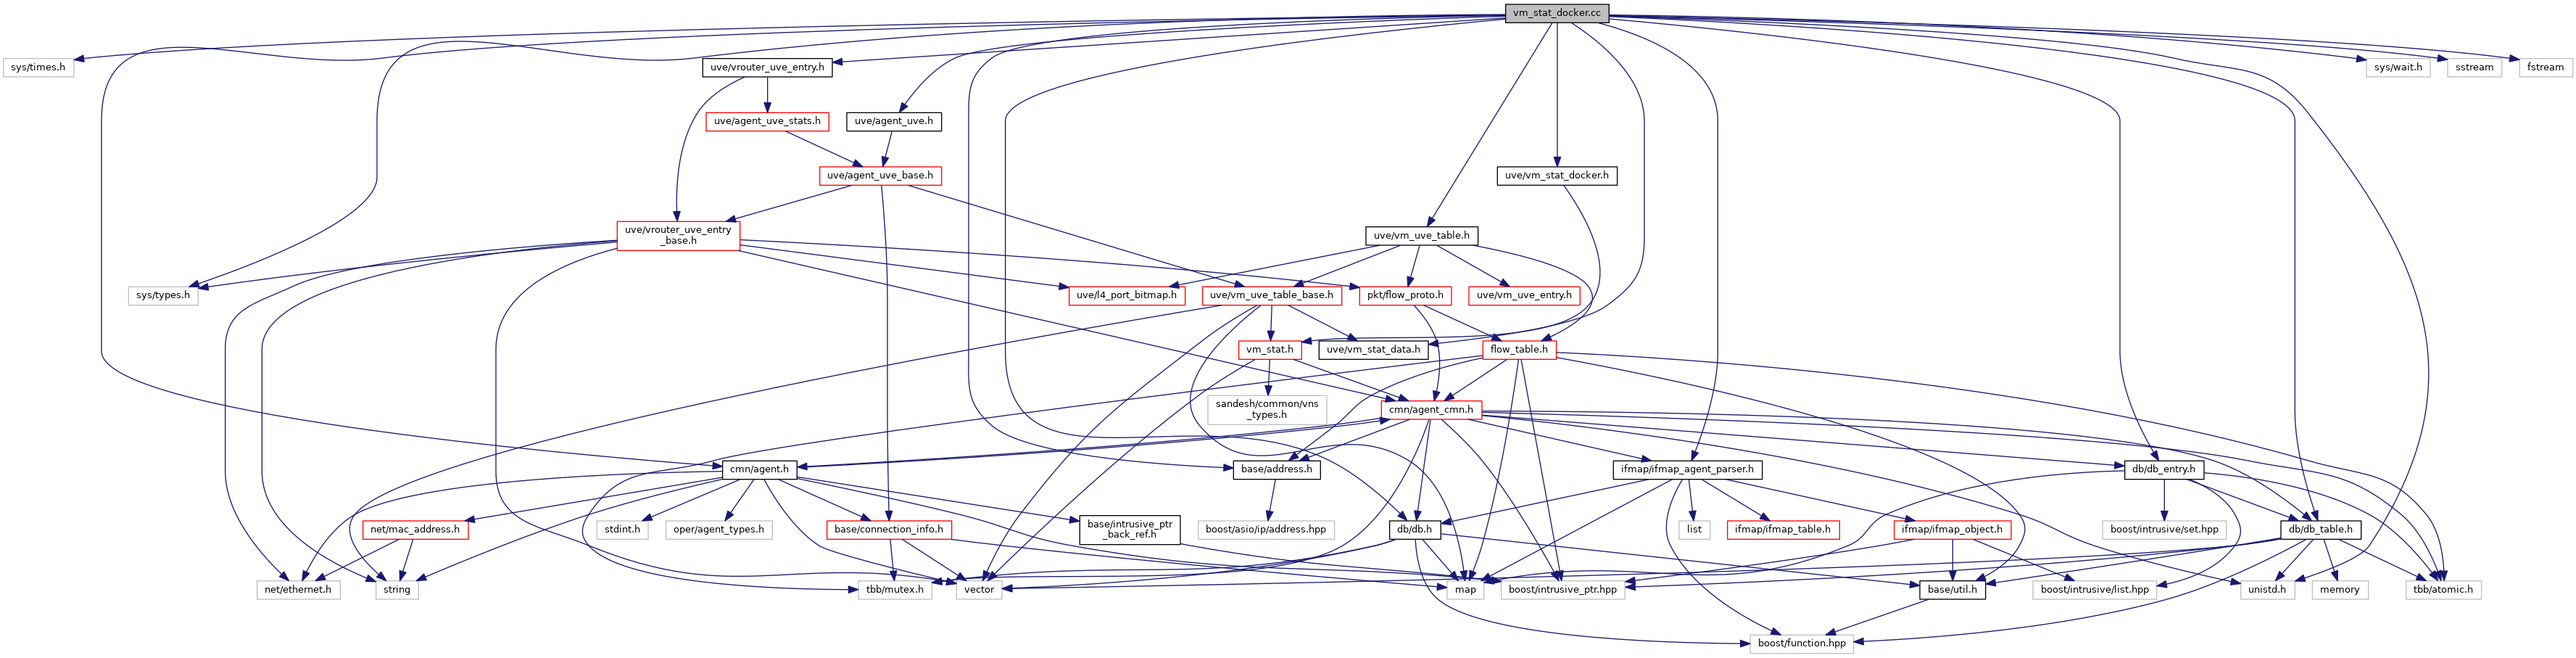 vm_stat_docker.cc
sys/times.h
uve/vrouter_uve_entry.h
sys/wait.h
sstream
fstream
uve/agent_uve_stats.h
uve/agent_uve.h
uve/agent_uve_base.h
uve/vm_stat_docker.h
uve/vrouter_uve_entry
_base.h
uve/vm_uve_table.h
sys/types.h
uve/l4_port_bitmap.h
uve/vm_uve_table_base.h
pkt/flow_proto.h
uve/vm_uve_entry.h
vm_stat.h
uve/vm_stat_data.h
flow_table.h
sandesh/common/vns
_types.h
cmn/agent_cmn.h
cmn/agent.h
base/address.h
ifmap/ifmap_agent_parser.h
db/db_entry.h
net/mac_address.h
stdint.h
oper/agent_types.h
base/connection_info.h
base/intrusive_ptr
_back_ref.h
boost/asio/ip/address.hpp
db/db.h
list
ifmap/ifmap_table.h
ifmap/ifmap_object.h
boost/intrusive/set.hpp
db/db_table.h
net/ethernet.h
string
tbb/mutex.h
vector
map
boost/intrusive_ptr.hpp
base/util.h
boost/intrusive/list.hpp
unistd.h
memory
tbb/atomic.h
boost/function.hpp